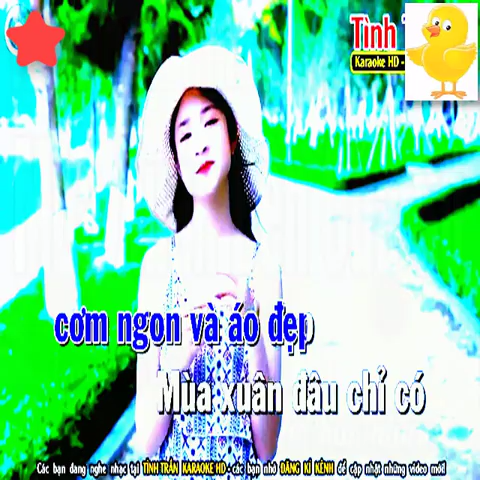 Tình
Karaoke HD -
cơm ngon và áo đẹp
Mùa xuân đâu chỉ có
Các bạn đang nghe nhạc tại TÌNH TRẦN KARAOKE HD - các bạn nhớ ĐĂNG KÍ KÊNH để cập nhật những video mới!